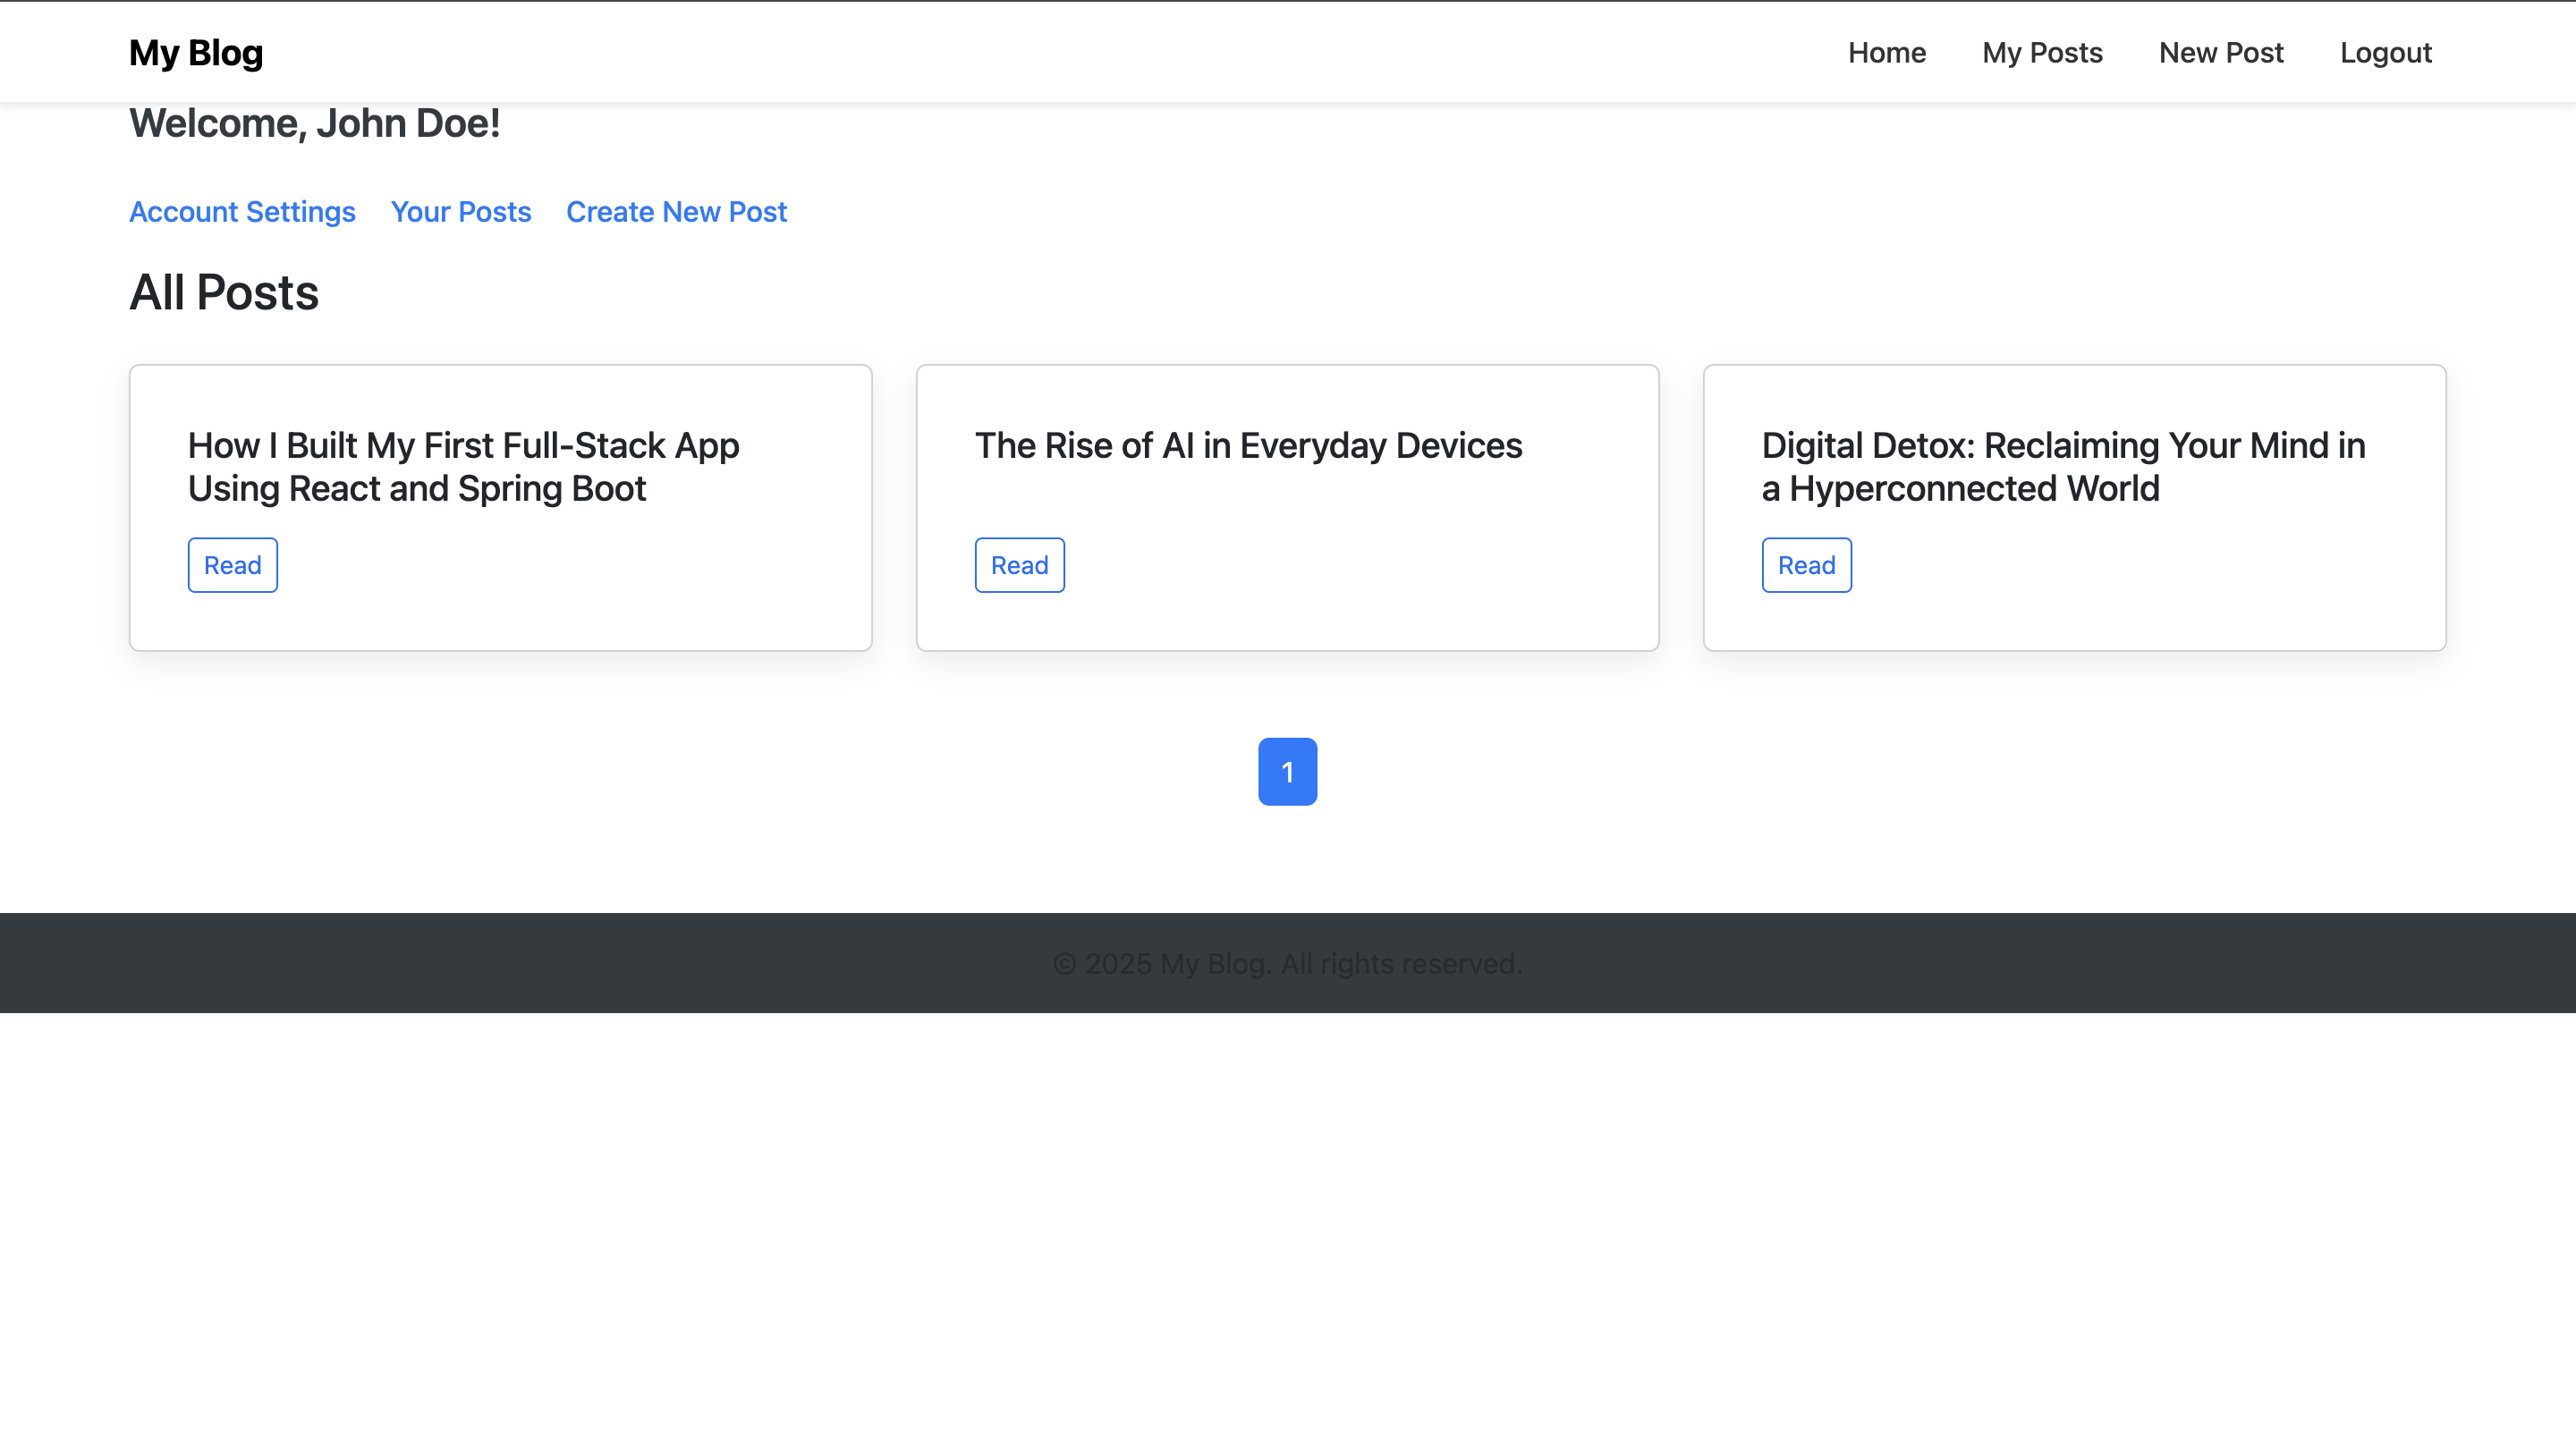 My Blog
Home My Posts New Post Logout
Welcome, John Doe!
Account Settings Your Posts Create New Post
All Posts
How I Built My First Full-Stack App
Using React and Spring Boot
Read
The Rise of AI in Everyday Devices
Read
Digital Detox: Reclaiming Your Mind in
a Hyperconnected World
Read
1
© 2025 My Blog. All rights reserved.